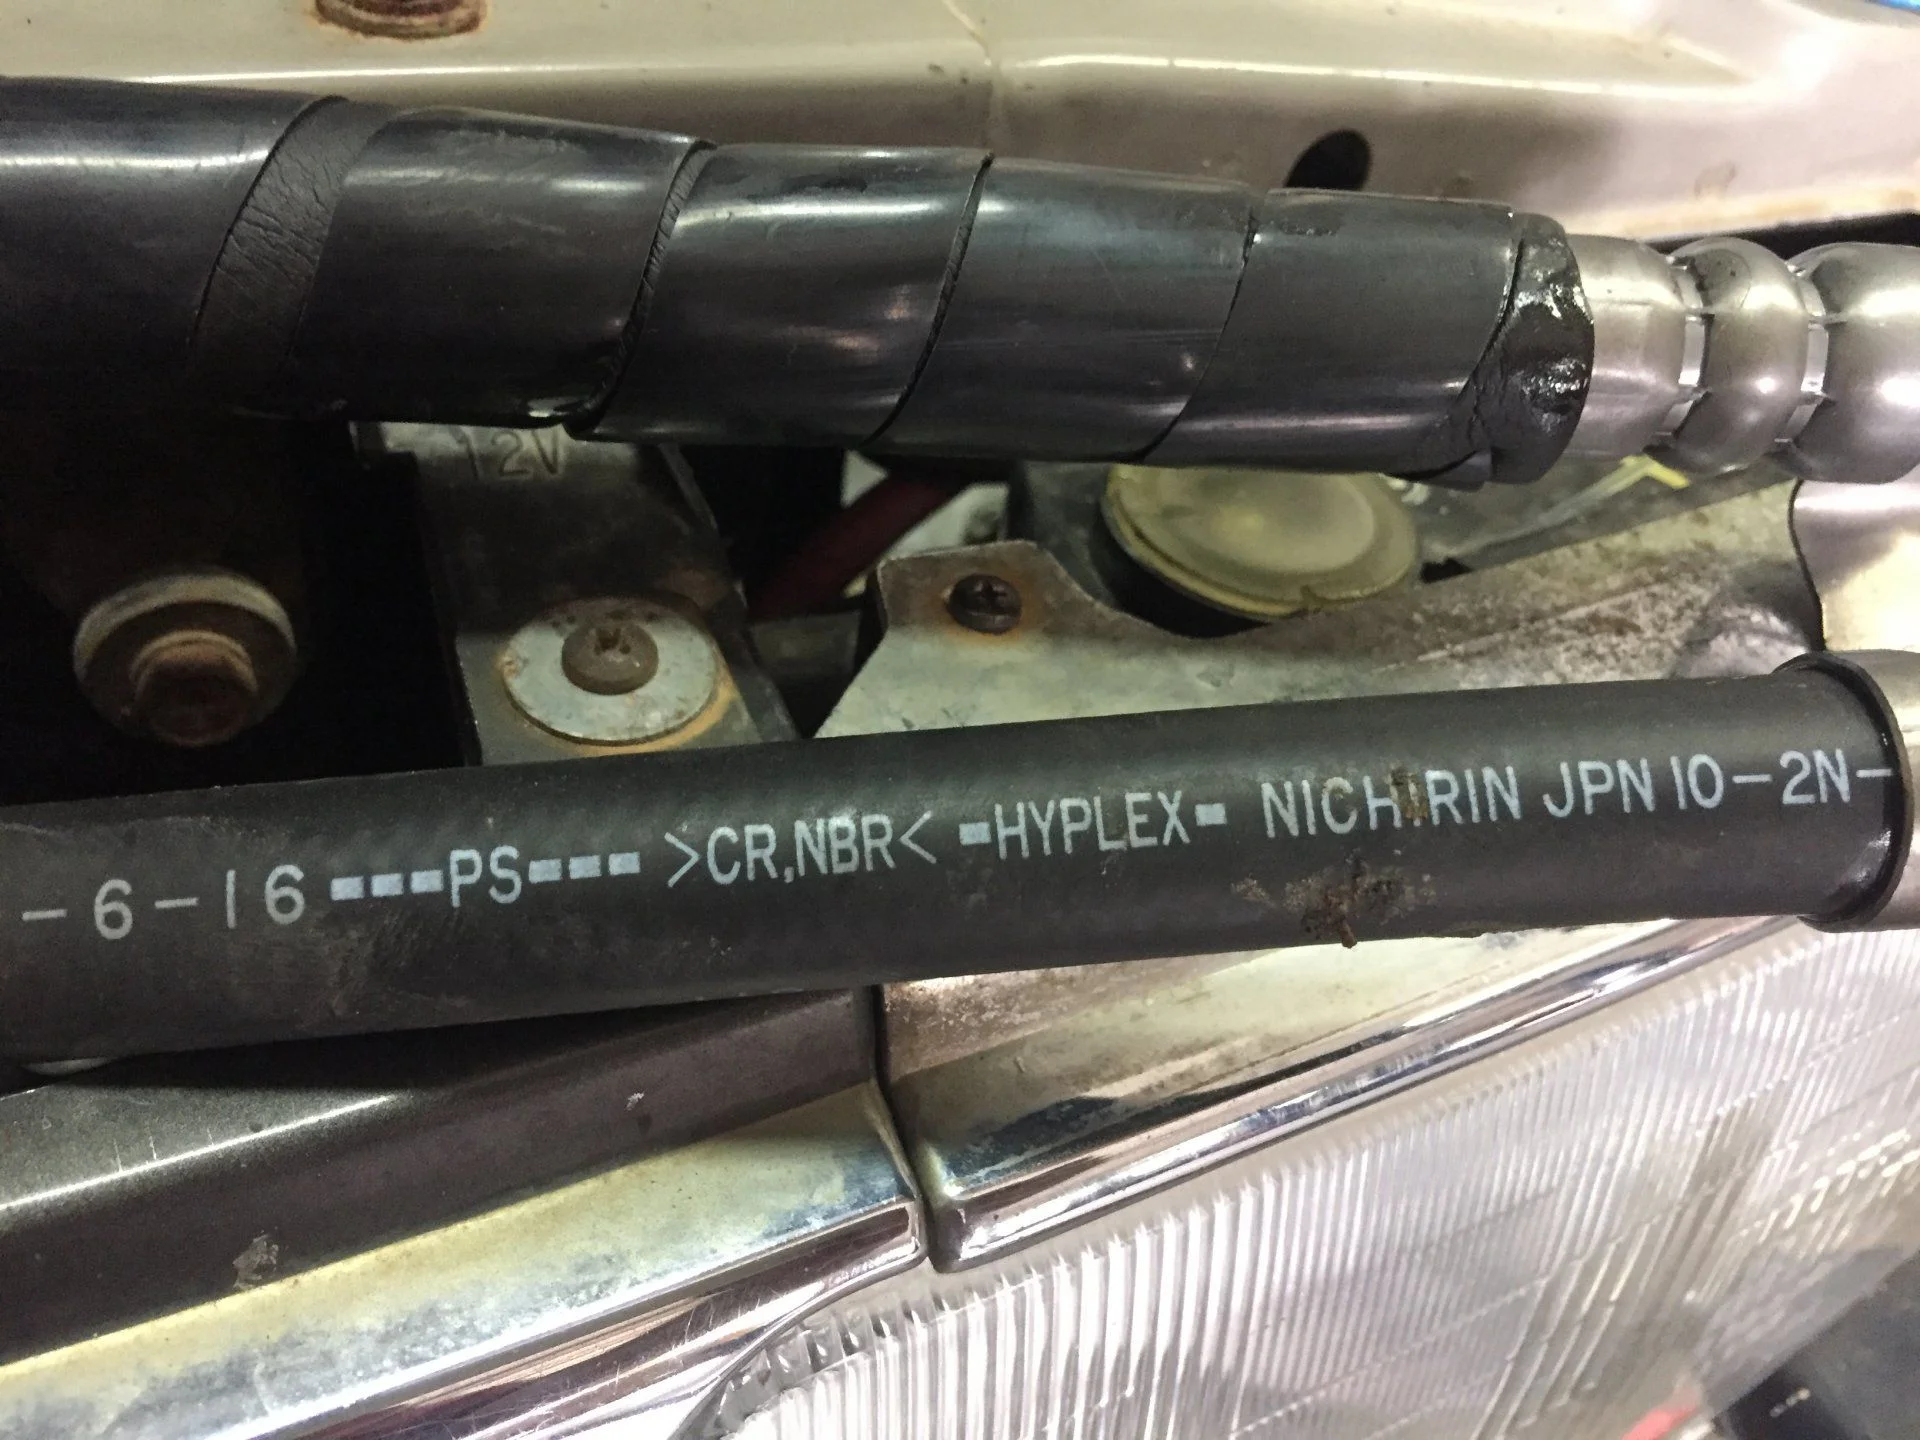 12V
-6-16 ---PS--- >CR,NBR< -HYPLEX- NICHIRIN JPN 10-2N-